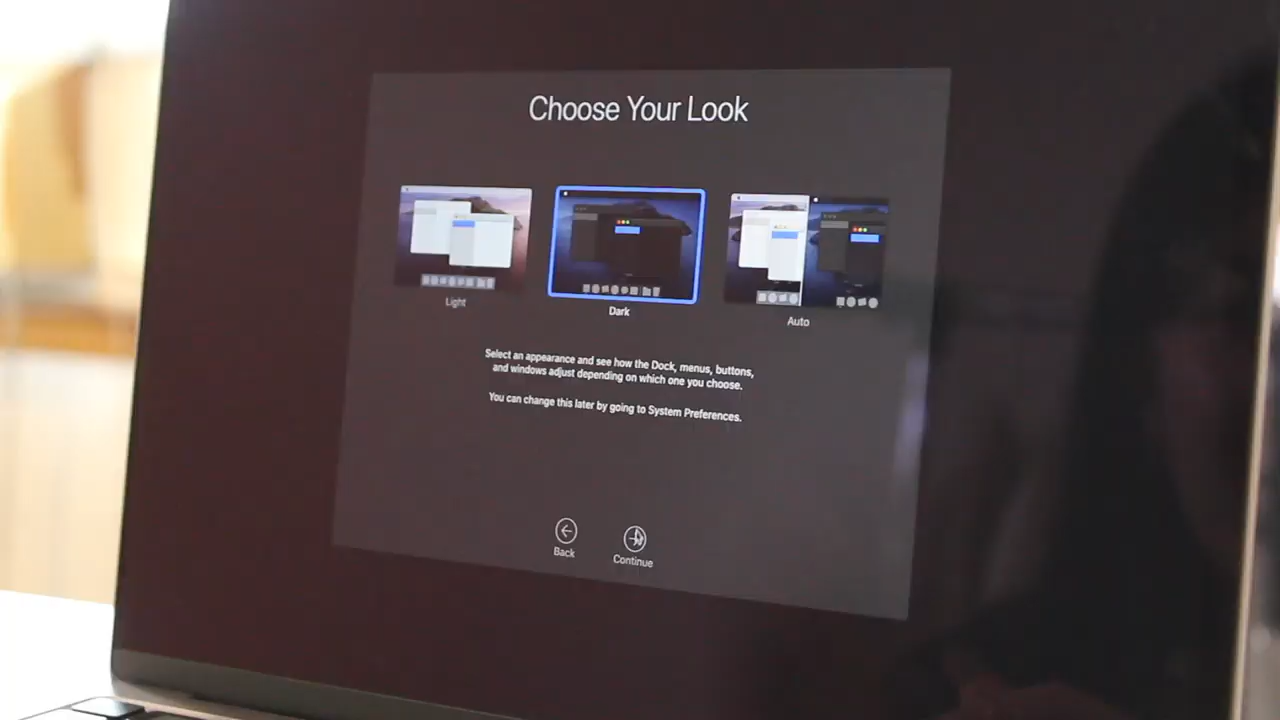 Choose Your Look
Light
Dark
Auto
Select an appearance and see how the Dock, menus, buttons,
and windows adjust depending on which one you choose.
You can change this later by going to System Preferences.
Back
Continue